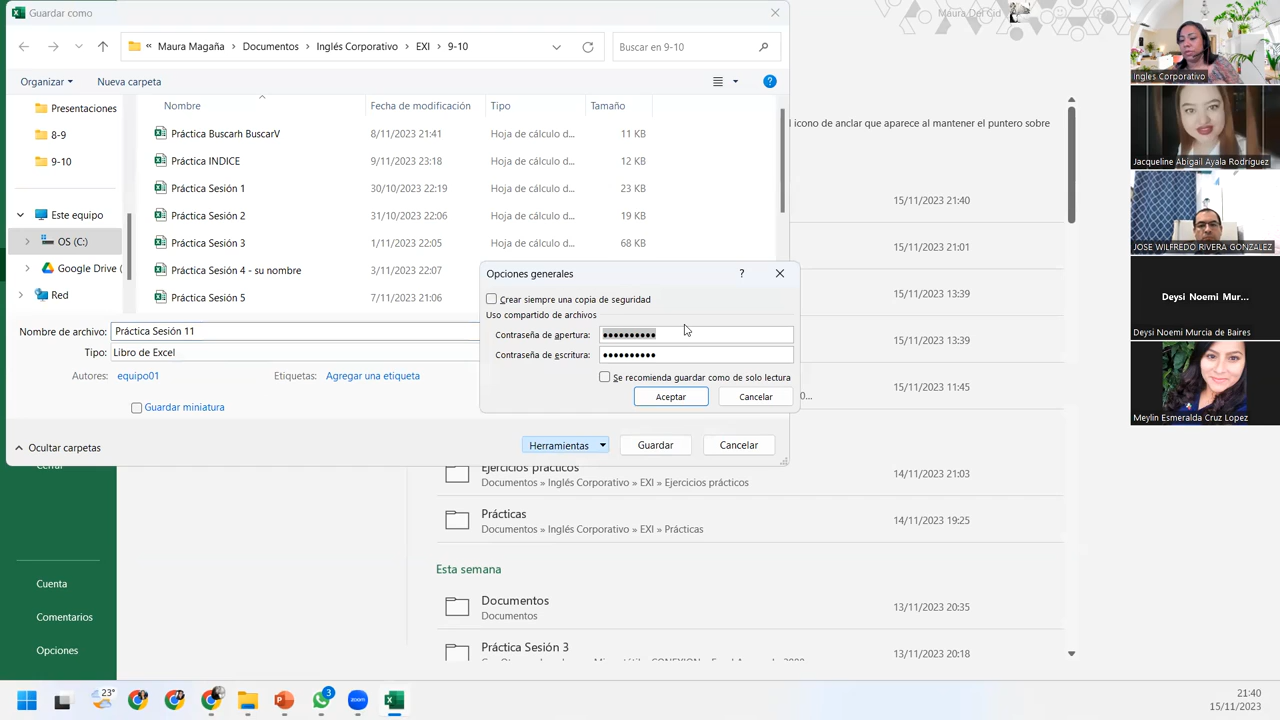 Guardar como
Maura Del Cid
« Maura Magaña > Documentos > Inglés Corporativo > EXI > 9-10
Buscar en 9-10
Organizar
Nueva carpeta
Presentaciones
8-9
9-10
Este equipo
OS (C:)
Google Drive (
Red
Nombre Fecha de modificación Tipo Tamaño
Práctica Buscarh BuscarV 8/11/2023 21:41 Hoja de cálculo d... 11 KB
Práctica INDICE 9/11/2023 23:18 Hoja de cálculo d... 12 KB
Práctica Sesión 1 30/10/2023 22:19 Hoja de cálculo d... 23 KB
Práctica Sesión 2 31/10/2023 22:06 Hoja de cálculo d... 19 KB
Práctica Sesión 3 1/11/2023 22:05 Hoja de cálculo d... 68 KB
Práctica Sesión 4 - su nombre 3/11/2023 22:07
Práctica Sesión 5 7/11/2023 21:06
Nombre de archivo: Práctica Sesión 11
Tipo: Libro de Excel
Autores: equipo01
Etiquetas: Agregar una etiqueta
Guardar miniatura
Ocultar carpetas
Herramientas
Guardar
Cancelar
Opciones generales
?
Crear siempre una copia de seguridad
Uso compartido de archivos
Contraseña de apertura: ••••••••••
Contraseña de escritura: ••••••••••
Se recomienda guardar como de solo lectura
Aceptar
Cancelar
l icono de anclar que aparece al mantener el puntero sobre
15/11/2023 21:40
15/11/2023 21:01
15/11/2023 13:39
15/11/2023 13:39
0...
15/11/2023 11:45
Ejercicios prácticos
Documentos » Inglés Corporativo » EXI » Ejercicios prácticos
14/11/2023 21:03
Prácticas
Documentos » Inglés Corporativo » EXI » Prácticas
14/11/2023 19:25
Esta semana
Documentos
Documentos
13/11/2023 20:35
Práctica Sesión 3
13/11/2023 20:18
Cerrar
Cuenta
Comentarios
Opciones
Ingles Corporativo
Jacqueline Abigail Ayala Rodríguez
JOSE WILFREDO RIVERA GONZALEZ
Deysi Noemi Mur...
Deysi Noemi Murcia de Baires
Meylin Esmeralda Cruz Lopez
23°
3
zoom
21:40
15/11/2023